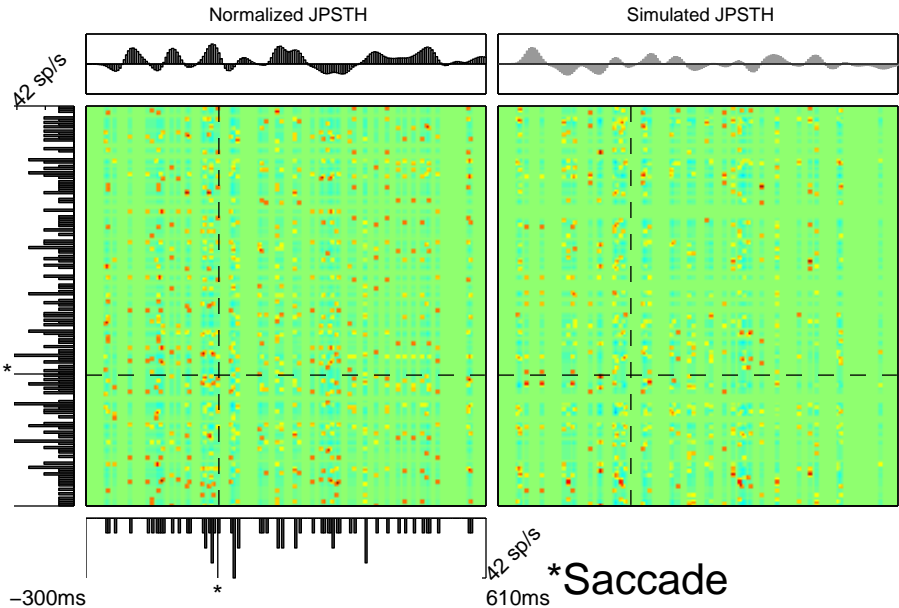 Normalized JPSTH
Simulated JPSTH
42 sp/s
*
42 sp/s
*
*Saccade
−300ms
610ms